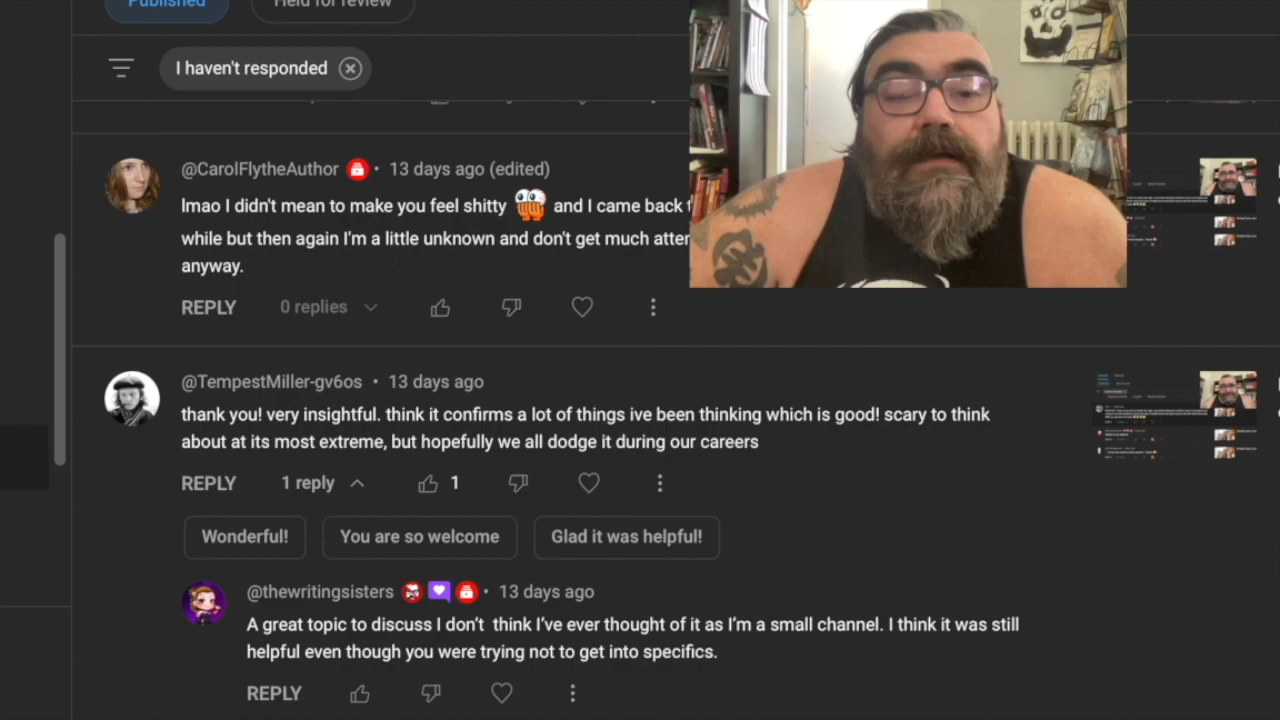 Published
Held for review
I haven't responded
@CarolFlytheAuthor • 13 days ago (edited)
lmao I didn't mean to make you feel shitty and I came back
while but then again I'm a little unknown and don't get much
anyway.
REPLY 0 replies
@TempestMiller-gv6os • 13 days ago
thank you! very insightful. think it confirms a lot of things ive been thinking which is good! scary to think
about at its most extreme, but hopefully we all dodge it during our careers
REPLY 1 reply 1
Wonderful! You are so welcome Glad it was helpful!
@thewritingsisters • 13 days ago
A great topic to discuss I don't think I've ever thought of it as I'm a small channel. I think it was still
helpful even though you were trying not to get into specifics.
REPLY